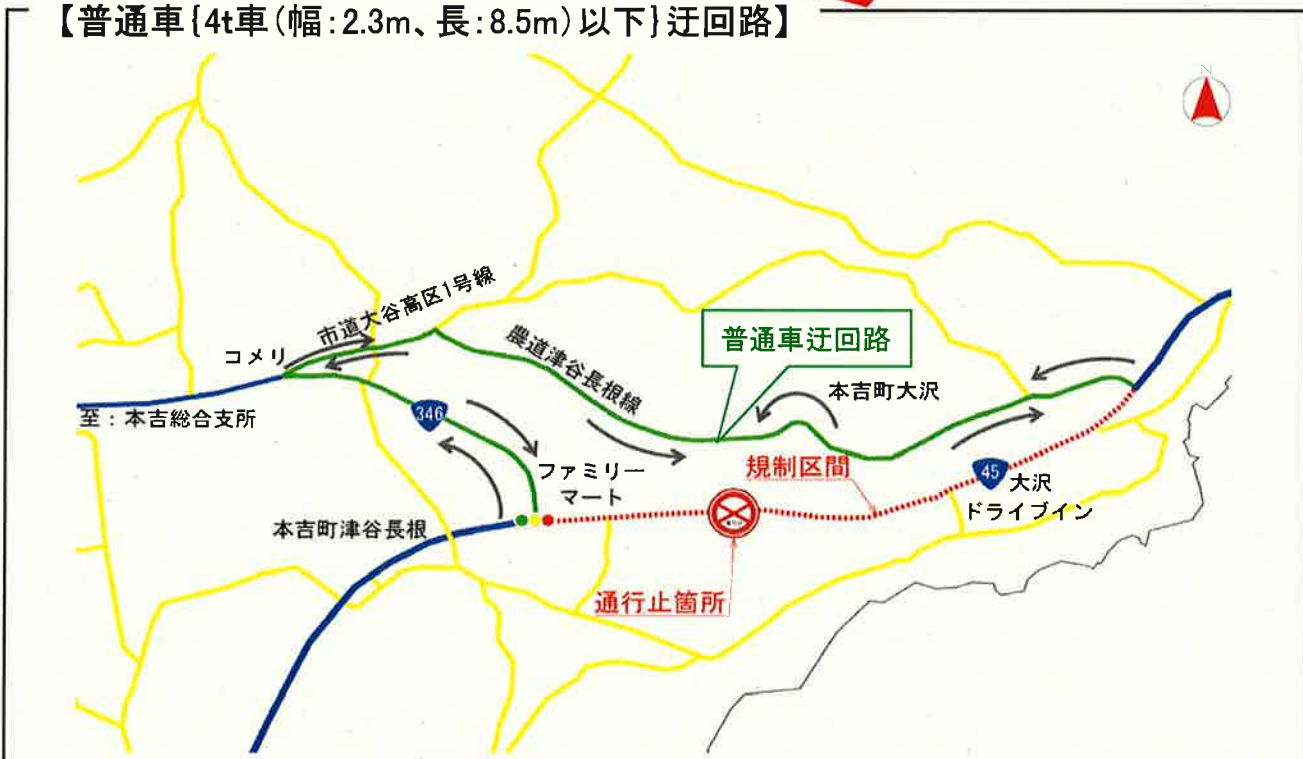 【普通車{4t車(幅:2.3m、長:8.5m)以下}迂回路】
N
市道大谷高区1号線
コメリ
農道津谷長根線
普通車迂回路
本吉町大沢
至:本吉総合支所
346
ファミリー
マート
規制区間
45
大沢
ドライブイン
本吉町津谷長根
通行止箇所